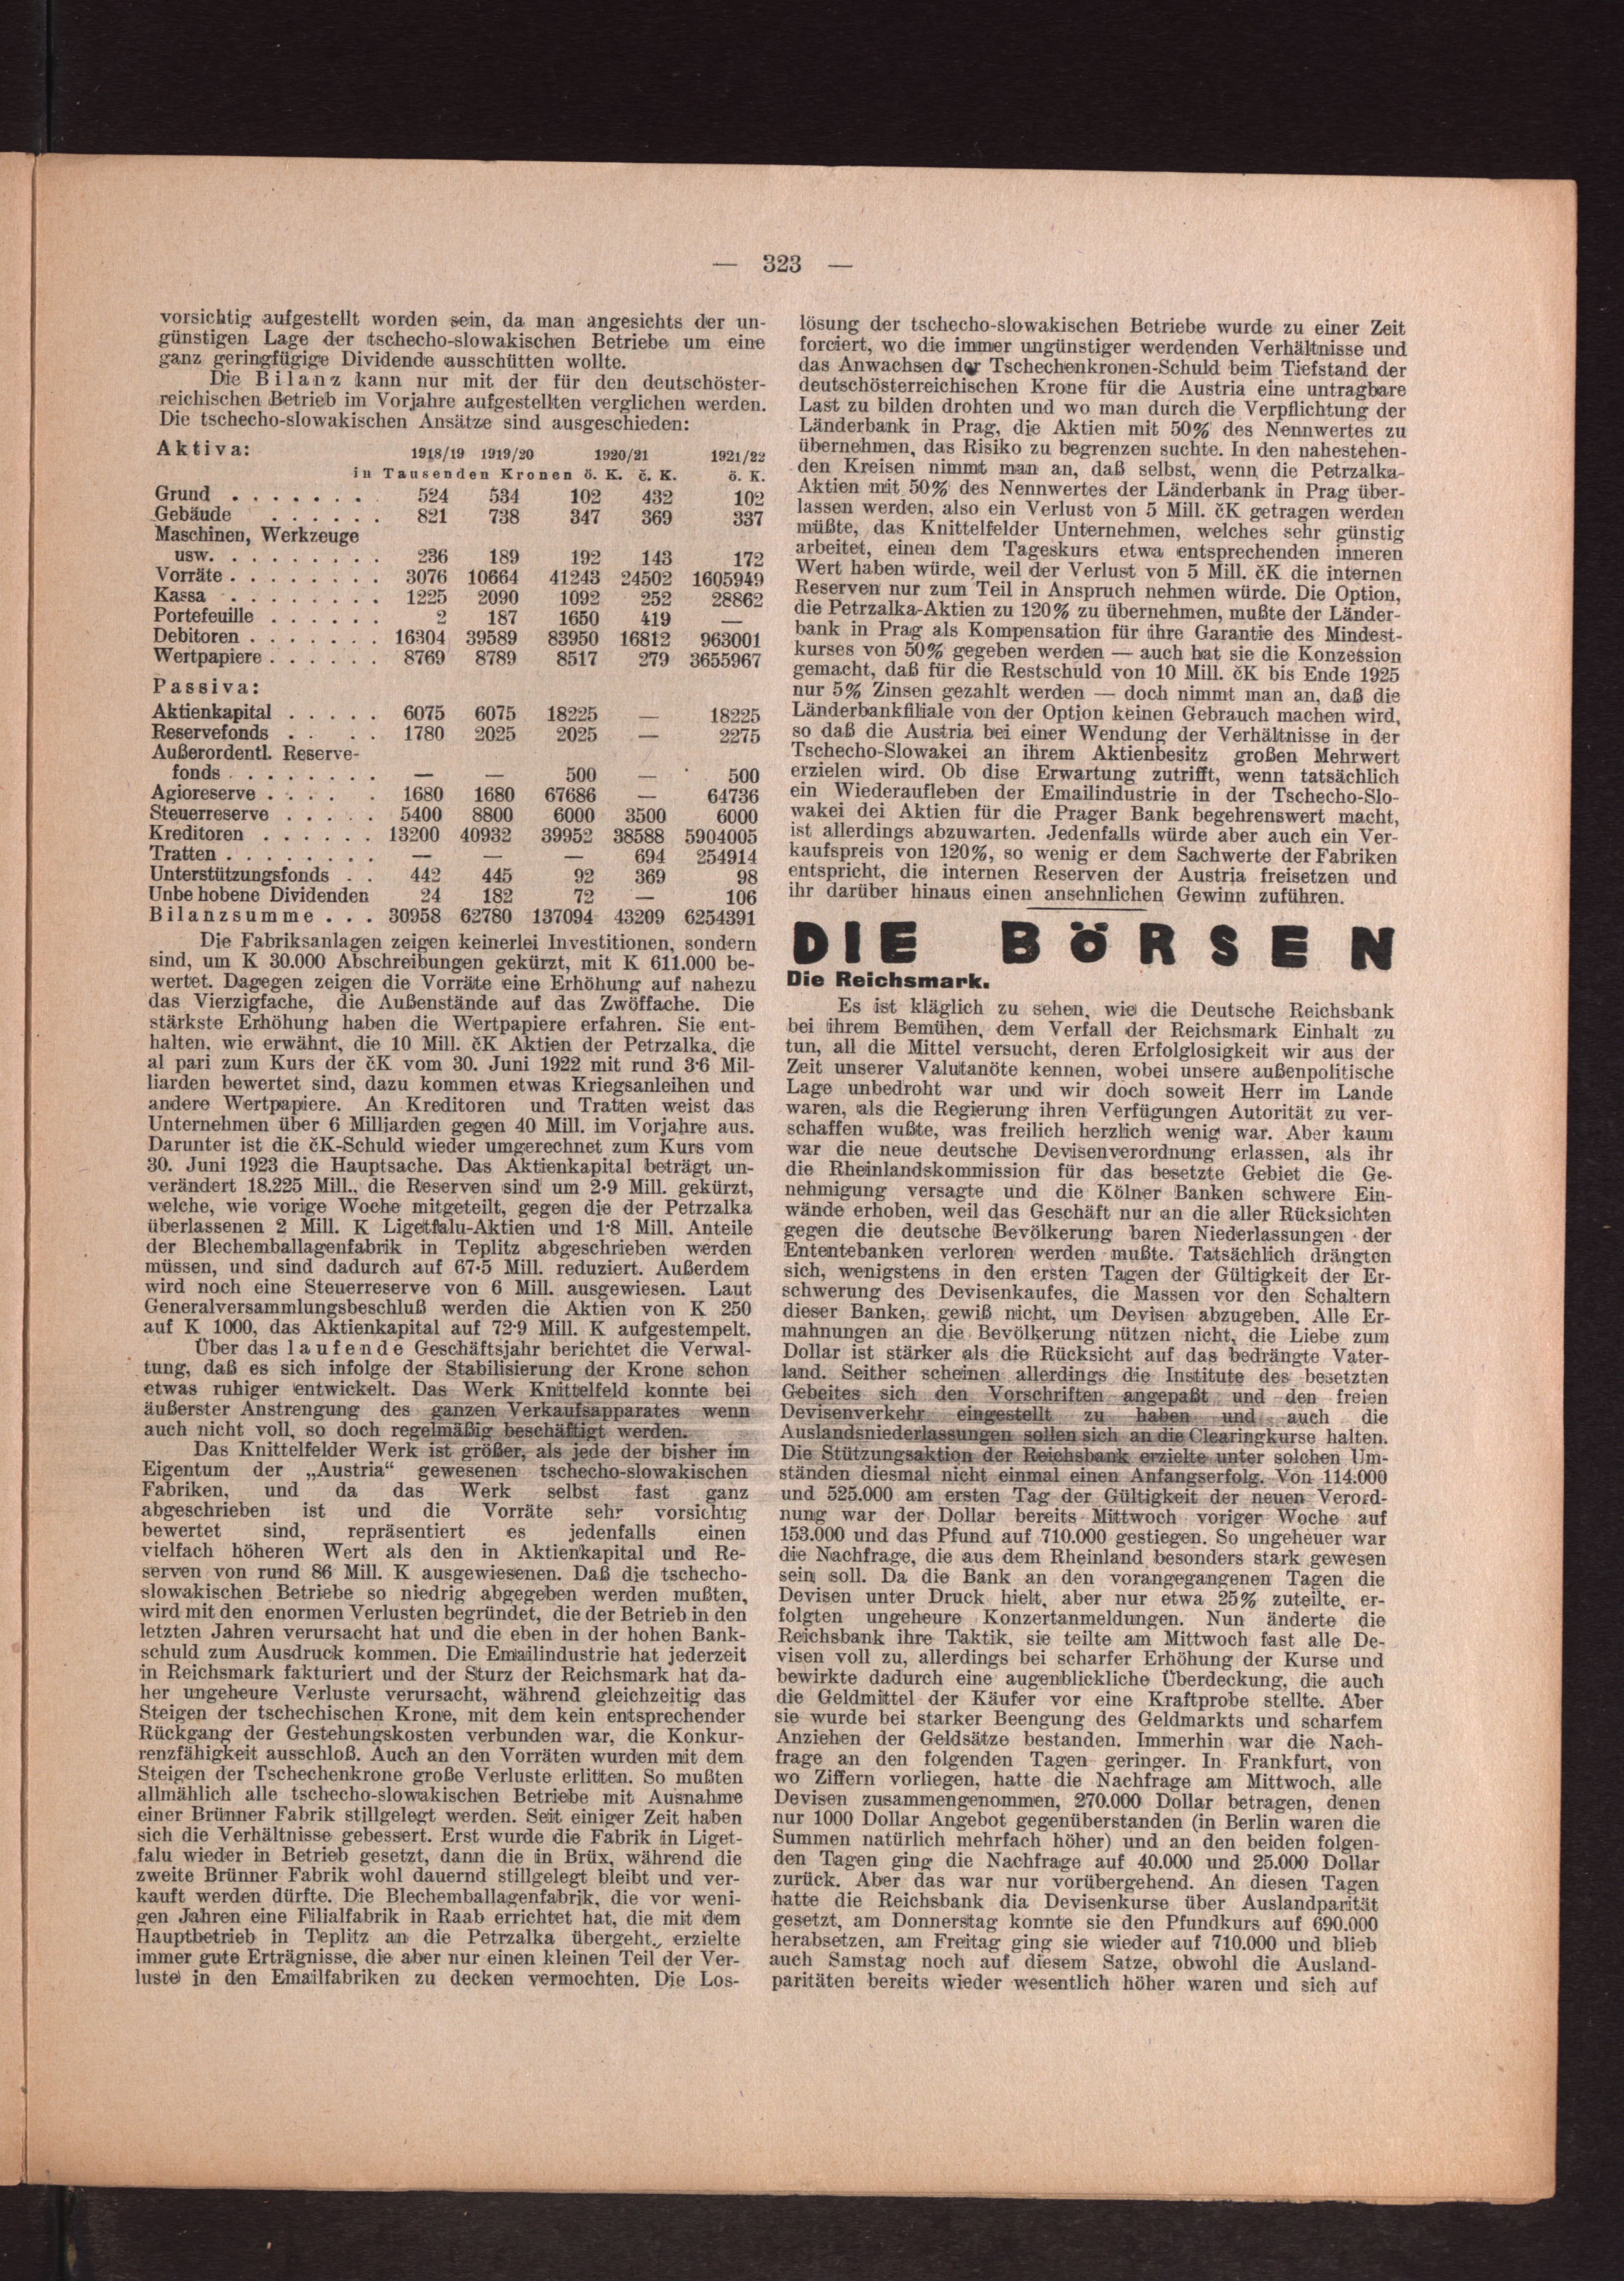 — 323 —
vorsichtig aufgestellt worden sein, da man angesichts der un-
günstigen Lage der tschecho-slowakischen Betriebe um eine
ganz geringfügige Dividende ausschütten wollte.
Die Bilanz kann nur mit der für den deutschöster-
reichischen Betrieb im Vorjahre aufgestellten verglichen werden.
Die tschecho-slowakischen Ansätze sind ausgeschieden:
Aktiva: 1918/19 1919/20 1920/21 1921/22
in Tausenden Kronen ö. K. č. K. ö. K.
Grund . . . . . . . 524 534 102 432 102
Gebäude . . . . . . 821 738 347 369 337
Maschinen, Werkzeuge
usw. . . . . . . . . 236 189 192 143 172
Vorräte . . . . . . . . 3076 10664 41243 24502 1605949
Kassa . . . . . . . . 1225 2090 1092 252 28862
Portefeuille . . . . . . 2 187 1650 419 —
Debitoren . . . . . . . 16304 39589 83950 16812 963001
Wertpapiere . . . . . . 8769 8789 8517 279 3655967
Passiva:
Aktienkapital . . . . . 6075 6075 18225 — 18225
Reservefonds . . . . 1780 2025 2025 — 2275
Außerordentl. Reserve-
fonds . . . . . . . . — — 500 — 500
Agioreserve . . . . . 1680 1680 67686 — 64736
Steuerreserve . . . . . 5400 8800 6000 3500 6000
Kreditoren . . . . . . 13200 40932 39952 38588 5904005
Tratten . . . . . . . . — — — 694 254914
Unterstützungsfonds . . 442 445 92 369 98
Unbe hobene Dividenden 24 182 72 — 106
Bilanzsumme . . . 30958 62780 137094 43209 6254391
Die Fabriksanlagen zeigen keinerlei Investitionen, sondern
sind, um K 30.000 Abschreibungen gekürzt, mit K 611.000 be-
wertet. Dagegen zeigen die Vorräte eine Erhöhung auf nahezu
das Vierzigfache, die Außenstände auf das Zwöffache. Die
stärkste Erhöhung haben die Wertpapiere erfahren. Sie ent-
halten, wie erwähnt, die 10 Mill. čK Aktien der Petrzalka, die
al pari zum Kurs der čK vom 30. Juni 1922 mit rund 3·6 Mil-
liarden bewertet sind, dazu kommen etwas Kriegsanleihen und
andere Wertpapiere. An Kreditoren und Tratten weist das
Unternehmen über 6 Milliarden gegen 40 Mill. im Vorjahre aus.
Darunter ist die čK-Schuld wieder umgerechnet zum Kurs vom
30. Juni 1923 die Hauptsache. Das Aktienkapital beträgt un-
verändert 18.225 Mill., die Reserven sind um 2·9 Mill. gekürzt,
welche, wie vorige Woche mitgeteilt, gegen die der Petrzalka
überlassenen 2 Mill. K Ligetfalu-Aktien und 1·8 Mill. Anteile
der Blechemballagenfabrik in Teplitz abgeschrieben werden
müssen, und sind dadurch auf 67·5 Mill. reduziert. Außerdem
wird noch eine Steuerreserve von 6 Mill. ausgewiesen. Laut
Generalversammlungsbeschluß werden die Aktien von K 250
auf K 1000, das Aktienkapital auf 72·9 Mill. K aufgestempelt.
Über das laufende Geschäftsjahr berichtet die Verwal-
tung, daß es sich infolge der Stabilisierung der Krone schon
etwas ruhiger entwickelt. Das Werk Knittelfeld konnte bei
äußerster Anstrengung des ganzen Verkaufsapparates wenn
auch nicht voll, so doch regelmäßig beschäftigt werden.
Das Knittelfelder Werk ist größer, als jede der bisher im
Eigentum der „Austria“ gewesenen tschecho-slowakischen
Fabriken, und da das Werk selbst fast ganz
abgeschrieben ist und die Vorräte sehr vorsichtig
bewertet sind, repräsentiert es jedenfalls einen
vielfach höheren Wert als den in Aktienkapital und Re-
serven von rund 86 Mill. K ausgewiesenen. Daß die tschecho-
slowakischen Betriebe so niedrig abgegeben werden mußten,
wird mit den enormen Verlusten begründet, die der Betrieb in den
letzten Jahren verursacht hat und die eben in der hohen Bank-
schuld zum Ausdruck kommen. Die Emailindustrie hat jederzeit
in Reichsmark fakturiert und der Sturz der Reichsmark hat da-
her ungeheure Verluste verursacht, während gleichzeitig das
Steigen der tschechischen Krone, mit dem kein entsprechender
Rückgang der Gestehungskosten verbunden war, die Konkur-
renzfähigkeit ausschloß. Auch an den Vorräten wurden mit dem
Steigen der Tschechenkrone große Verluste erlitten. So mußten
allmählich alle tschecho-slowakischen Betriebe mit Ausnahme
einer Brünner Fabrik stillgelegt werden. Seit einiger Zeit haben
sich die Verhältnisse gebessert. Erst wurde die Fabrik in Liget-
falu wieder in Betrieb gesetzt, dann die in Brüx, während die
zweite Brünner Fabrik wohl dauernd stillgelegt bleibt und ver-
kauft werden dürfte. Die Blechemballagenfabrik, die vor weni-
gen Jahren eine Filialfabrik in Raab errichtet hat, die mit dem
Hauptbetrieb in Teplitz an die Petrzalka übergeht., erzielte
immer gute Erträgnisse, die aber nur einen kleinen Teil der Ver-
luste in den Emailfabriken zu decken vermochten. Die Los-
lösung der tschecho-slowakischen Betriebe wurde zu einer Zeit
forciert, wo die immer ungünstiger werdenden Verhältnisse und
das Anwachsen der Tschechenkronen-Schuld beim Tiefstand der
deutschösterreichischen Krone für die Austria eine untragbare
Last zu bilden drohten und wo man durch die Verpflichtung der
Länderbank in Prag, die Aktien mit 50% des Nennwertes zu
übernehmen, das Risiko zu begrenzen suchte. In den nahestehen-
den Kreisen nimmt man an, daß selbst, wenn die Petrzalka-
Aktien mit 50% des Nennwertes der Länderbank in Prag über-
lassen werden, also ein Verlust von 5 Mill. čK getragen werden
müßte, das Knittelfelder Unternehmen, welches sehr günstig
arbeitet, einen dem Tageskurs etwa entsprechenden inneren
Wert haben würde, weil der Verlust von 5 Mill. čK die internen
Reserven nur zum Teil in Anspruch nehmen würde. Die Option,
die Petrzalka-Aktien zu 120% zu übernehmen, mußte der Länder-
bank in Prag als Kompensation für ihre Garantie des Mindest-
kurses von 50% gegeben werden — auch hat sie die Konzession
gemacht, daß für die Restschuld von 10 Mill. čK bis Ende 1925
nur 5% Zinsen gezahlt werden — doch nimmt man an, daß die
Länderbankfiliale von der Option keinen Gebrauch machen wird,
so daß die Austria bei einer Wendung der Verhältnisse in der
Tschecho-Slowakei an ihrem Aktienbesitz großen Mehrwert
erzielen wird. Ob dise Erwartung zutrifft, wenn tatsächlich
ein Wiederaufleben der Emailindustrie in der Tschecho-Slo-
wakei dei Aktien für die Prager Bank begehrenswert macht,
ist allerdings abzuwarten. Jedenfalls würde aber auch ein Ver-
kaufspreis von 120%, so wenig er dem Sachwerte der Fabriken
entspricht, die internen Reserven der Austria freisetzen und
ihr darüber hinaus einen ansehnlichen Gewinn zuführen.
DIE BÖRSEN
Die Reichsmark.
Es ist kläglich zu sehen, wie die Deutsche Reichsbank
bei ihrem Bemühen, dem Verfall der Reichsmark Einhalt zu
tun, all die Mittel versucht, deren Erfolglosigkeit wir aus der
Zeit unserer Valutanöte kennen, wobei unsere außenpolitische
Lage unbedroht war und wir doch soweit Herr im Lande
waren, als die Regierung ihren Verfügungen Autorität zu ver-
schaffen wußte, was freilich herzlich wenig war. Aber kaum
war die neue deutsche Devisenverordnung erlassen, als ihr
die Rheinlandskommission für das besetzte Gebiet die Ge-
nehmigung versagte und die Kölner Banken schwere Ein-
wände erhoben, weil das Geschäft nur an die aller Rücksichten
gegen die deutsche Bevölkerung baren Niederlassungen der
Ententebanken verloren werden mußte. Tatsächlich drängten
sich, wenigstens in den ersten Tagen der Gültigkeit der Er-
schwerung des Devisenkaufes, die Massen vor den Schaltern
dieser Banken, gewiß nicht, um Devisen abzugeben. Alle Er-
mahnungen an die Bevölkerung nützen nicht, die Liebe zum
Dollar ist stärker als die Rücksicht auf das bedrängte Vater-
land. Seither scheinen allerdings die Institute des besetzten
Gebeites sich den Vorschriften angepaßt und den freien
Devisenverkehr eingestellt zu haben und auch die
Auslandsniederlassungen sollen sich an die Clearingkurse halten.
Die Stützungsaktion der Reichsbank erzielte unter solchen Um-
ständen diesmal nicht einmal einen Anfangserfolg. Von 114.000
und 525.000 am ersten Tag der Gültigkeit der neuen Verord-
nung war der Dollar bereits Mittwoch voriger Woche auf
153.000 und das Pfund auf 710.000 gestiegen. So ungeheuer war
die Nachfrage, die aus dem Rheinland besonders stark gewesen
sein soll. Da die Bank an den vorangegangenen Tagen die
Devisen unter Druck hielt, aber nur etwa 25% zuteilte, er-
folgten ungeheure Konzertanmeldungen. Nun änderte die
Reichsbank ihre Taktik, sie teilte am Mittwoch fast alle De-
visen voll zu, allerdings bei scharfer Erhöhung der Kurse und
bewirkte dadurch eine augenblickliche Überdeckung, die auch
die Geldmittel der Käufer vor eine Kraftprobe stellte. Aber
sie wurde bei starker Beengung des Geldmarkts und scharfem
Anziehen der Geldsätze bestanden. Immerhin war die Nach-
frage an den folgenden Tagen geringer. In Frankfurt, von
wo Ziffern vorliegen, hatte die Nachfrage am Mittwoch, alle
Devisen zusammengenommen, 270.000 Dollar betragen, denen
nur 1000 Dollar Angebot gegenüberstanden (in Berlin waren die
Summen natürlich mehrfach höher) und an den beiden folgen-
den Tagen ging die Nachfrage auf 40.000 und 25.000 Dollar
zurück. Aber das war nur vorübergehend. An diesen Tagen
hatte die Reichsbank dia Devisenkurse über Auslandparität
gesetzt, am Donnerstag konnte sie den Pfundkurs auf 690.000
herabsetzen, am Freitag ging sie wieder auf 710.000 und blieb
auch Samstag noch auf diesem Satze, obwohl die Ausland-
paritäten bereits wieder wesentlich höher waren und sich auf